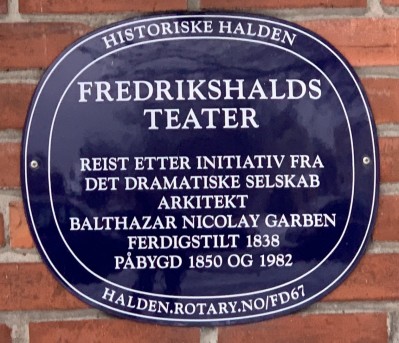 HISTORISKE HALDEN
FREDRIKSHALDS
TEATER
REIST ETTER INITIATIV FRA
DET DRAMATISKE SELSKAB
ARKITEKT
BALTHAZAR NICOLAY GARBEN
FERDIGSTILT 1838
PÅBYGD 1850 OG 1982
HALDEN.ROTARY.NO/FD67